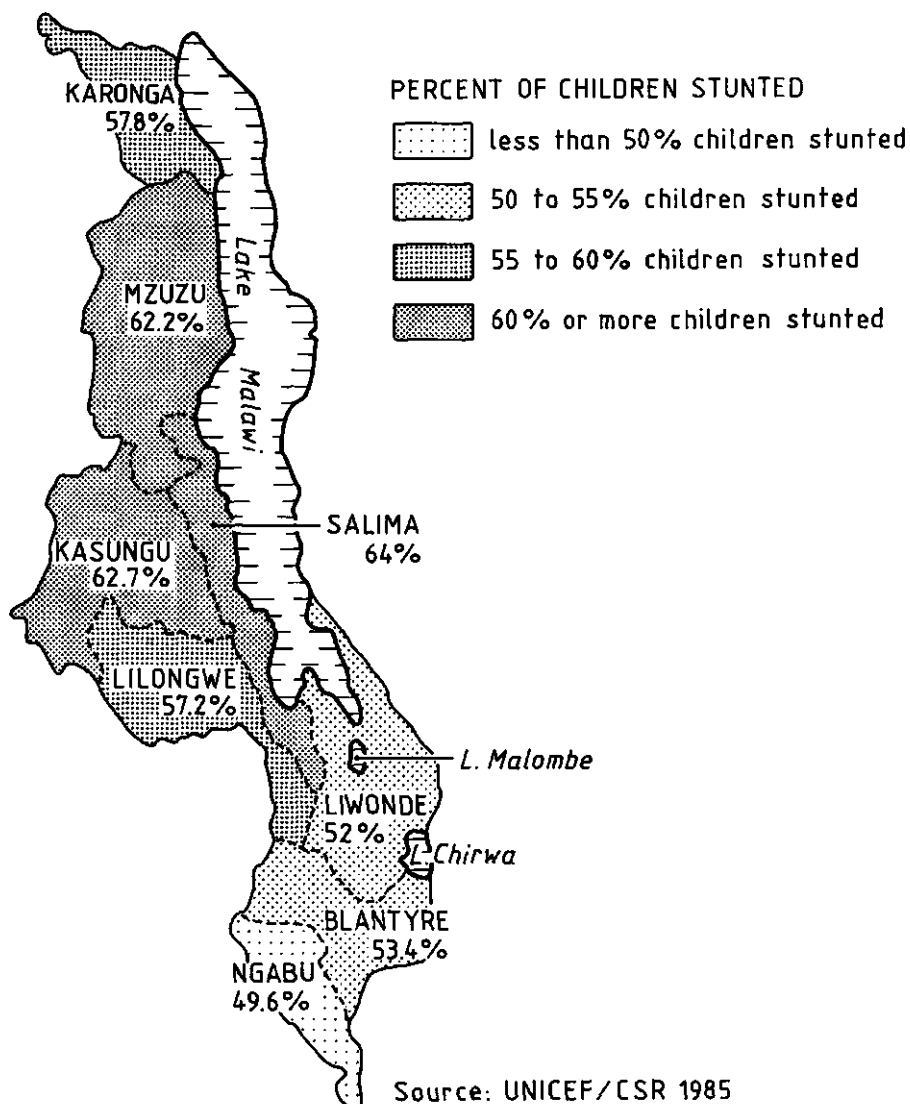 PERCENT OF CHILDREN STUNTED
less than 50% children stunted
50 to 55% children stunted
55 to 60% children stunted
60% or more children stunted
KARONGA
57.8%
Lake
Malawi
MZUZU
62.2%
SALIMA
64%
KASUNGU
62.7%
LILONGWE
57.2%
L. Malombe
LIWONDE
52%
L. Chirwa
BLANTYRE
53.4%
NGABU
49.6%
Source: UNICEF/CSR 1985